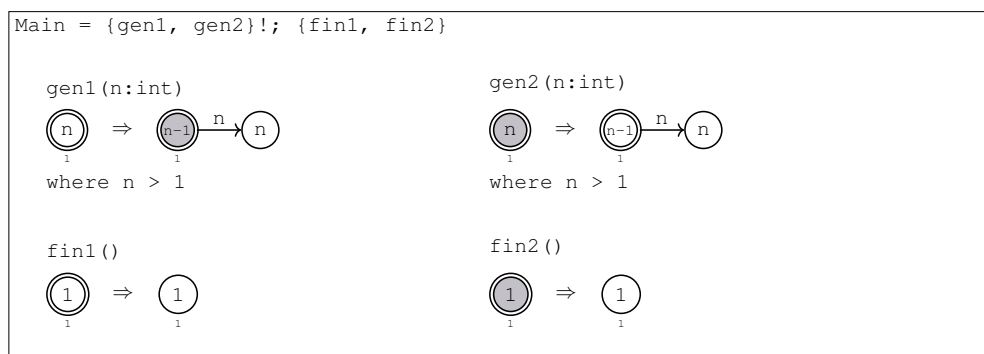 Main = {gen1, gen2}!; {fin1, fin2}
gen1(n:int)
n ⇒ n-1 n n
1 1
where n > 1
gen2(n:int)
n ⇒ n-1 n n
1 1
where n > 1
fin1()
1 ⇒ 1
1 1
fin2()
1 ⇒ 1
1 1